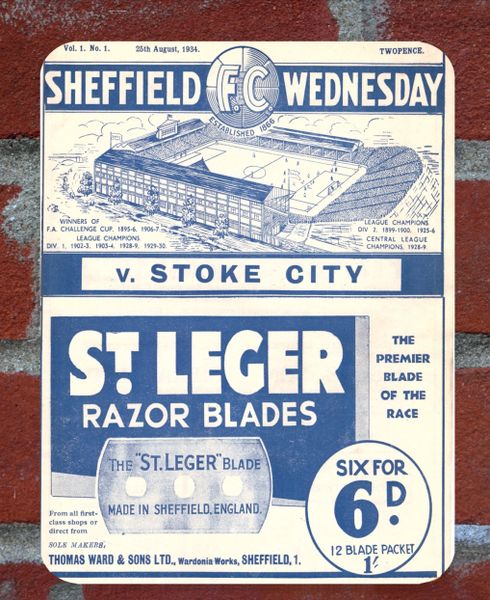 Vol. 1. No. 1.
25th August, 1934.
TWOPENCE.
SHEFFIELD F.C. WEDNESDAY
ESTABLISHED 1866
WINNERS OF
F.A. CHALLENGE CUP, 1895-6, 1906-7.
LEAGUE CHAMPIONS
DIV. 1, 1902-3, 1903-4, 1928-9, 1929-30.
LEAGUE CHAMPIONS
DIV 2, 1899-1900, 1925-6
CENTRAL LEAGUE
CHAMPIONS, 1928-9
v. STOKE CITY
ST. LEGER
RAZOR BLADES
THE
PREMIER
BLADE
OF THE
RACE
THE "ST. LEGER" BLADE
MADE IN SHEFFIELD, ENGLAND.
SIX FOR
6D.
12 BLADE PACKET
1/-
From all first-
class shops or
direct from
SOLE MAKERS,
THOMAS WARD & SONS LTD., Wardonia Works, SHEFFIELD, 1.